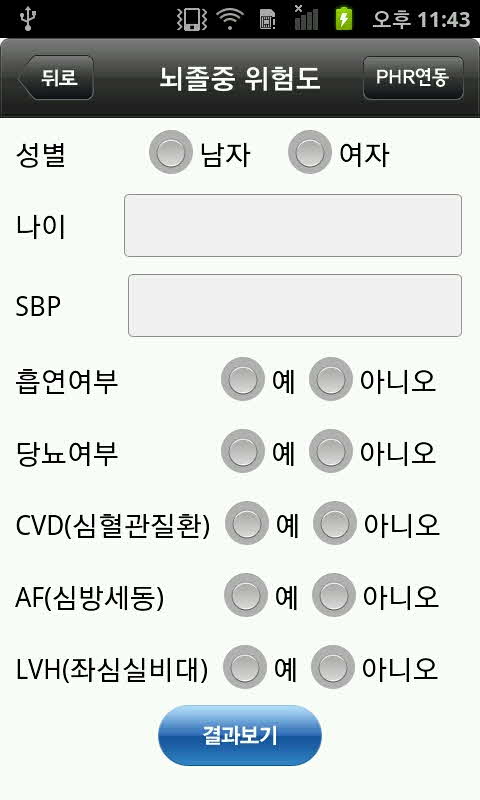 오후 11:43
뒤로 뇌졸중 위험도 PHR연동
성별 남자 여자
나이
SBP
흡연여부 예 아니오
당뇨여부 예 아니오
CVD(심혈관질환) 예 아니오
AF(심방세동) 예 아니오
LVH(좌심실비대) 예 아니오
결과보기